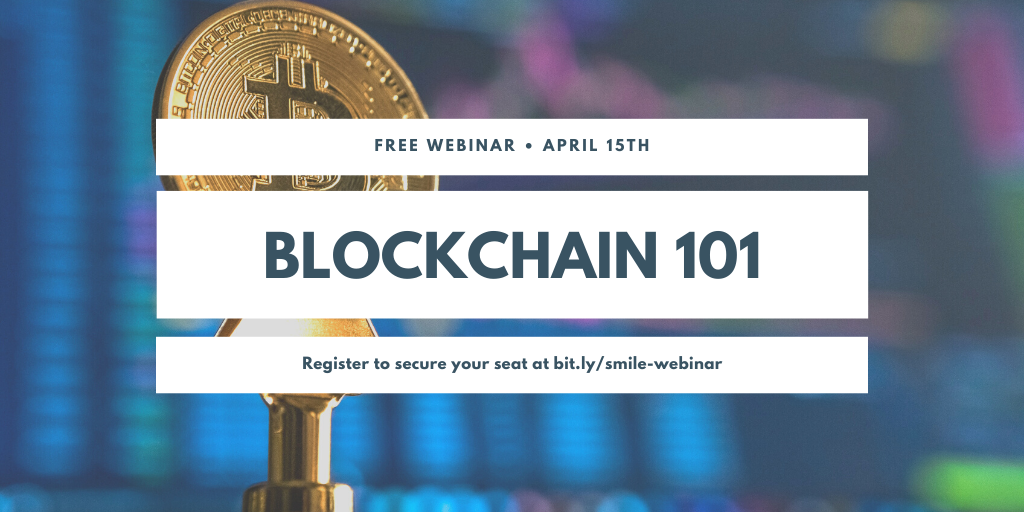 FREE WEBINAR • APRIL 15TH
BLOCKCHAIN 101
Register to secure your seat at bit.ly/smile-webinar